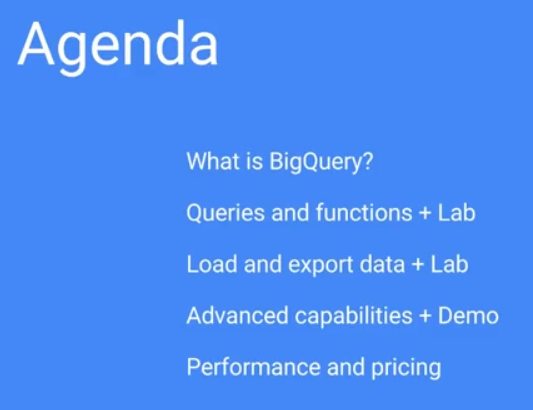 Agenda
What is BigQuery?
Queries and functions + Lab
Load and export data + Lab
Advanced capabilities + Demo
Performance and pricing